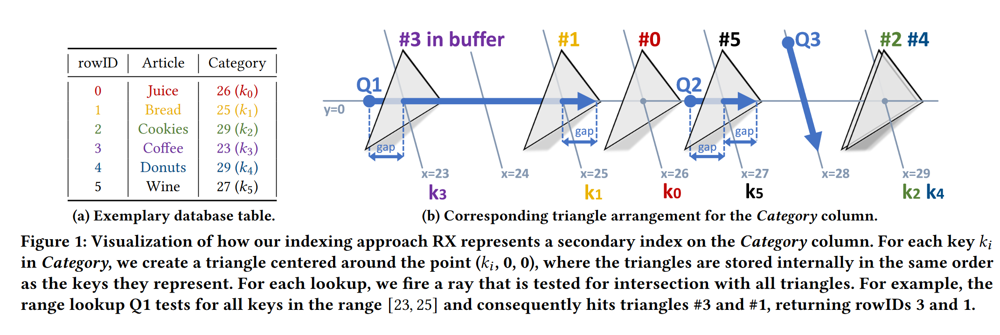 rowID Article Category
0 Juice 26 (k0)
1 Bread 25 (k1)
2 Cookies 29 (k2)
3 Coffee 23 (k3)
4 Donuts 29 (k4)
5 Wine 27 (k5)
(a) Exemplary database table.
#3 in buffer #1 #0 #5 Q3 #2 #4
Q1 Q2
y=0
gap gap
gap gap
x=23 x=24 x=25 x=26 x=27 x=28 x=29
k3 k1 k0 k5 k2 k4
(b) Corresponding triangle arrangement for the Category column.
Figure 1: Visualization of how our indexing approach RX represents a secondary index on the Category column. For each key ki
in Category, we create a triangle centered around the point (ki, 0, 0), where the triangles are stored internally in the same order
as the keys they represent. For each lookup, we fire a ray that is tested for intersection with all triangles. For example, the
range lookup Q1 tests for all keys in the range [23, 25] and consequently hits triangles #3 and #1, returning rowIDs 3 and 1.